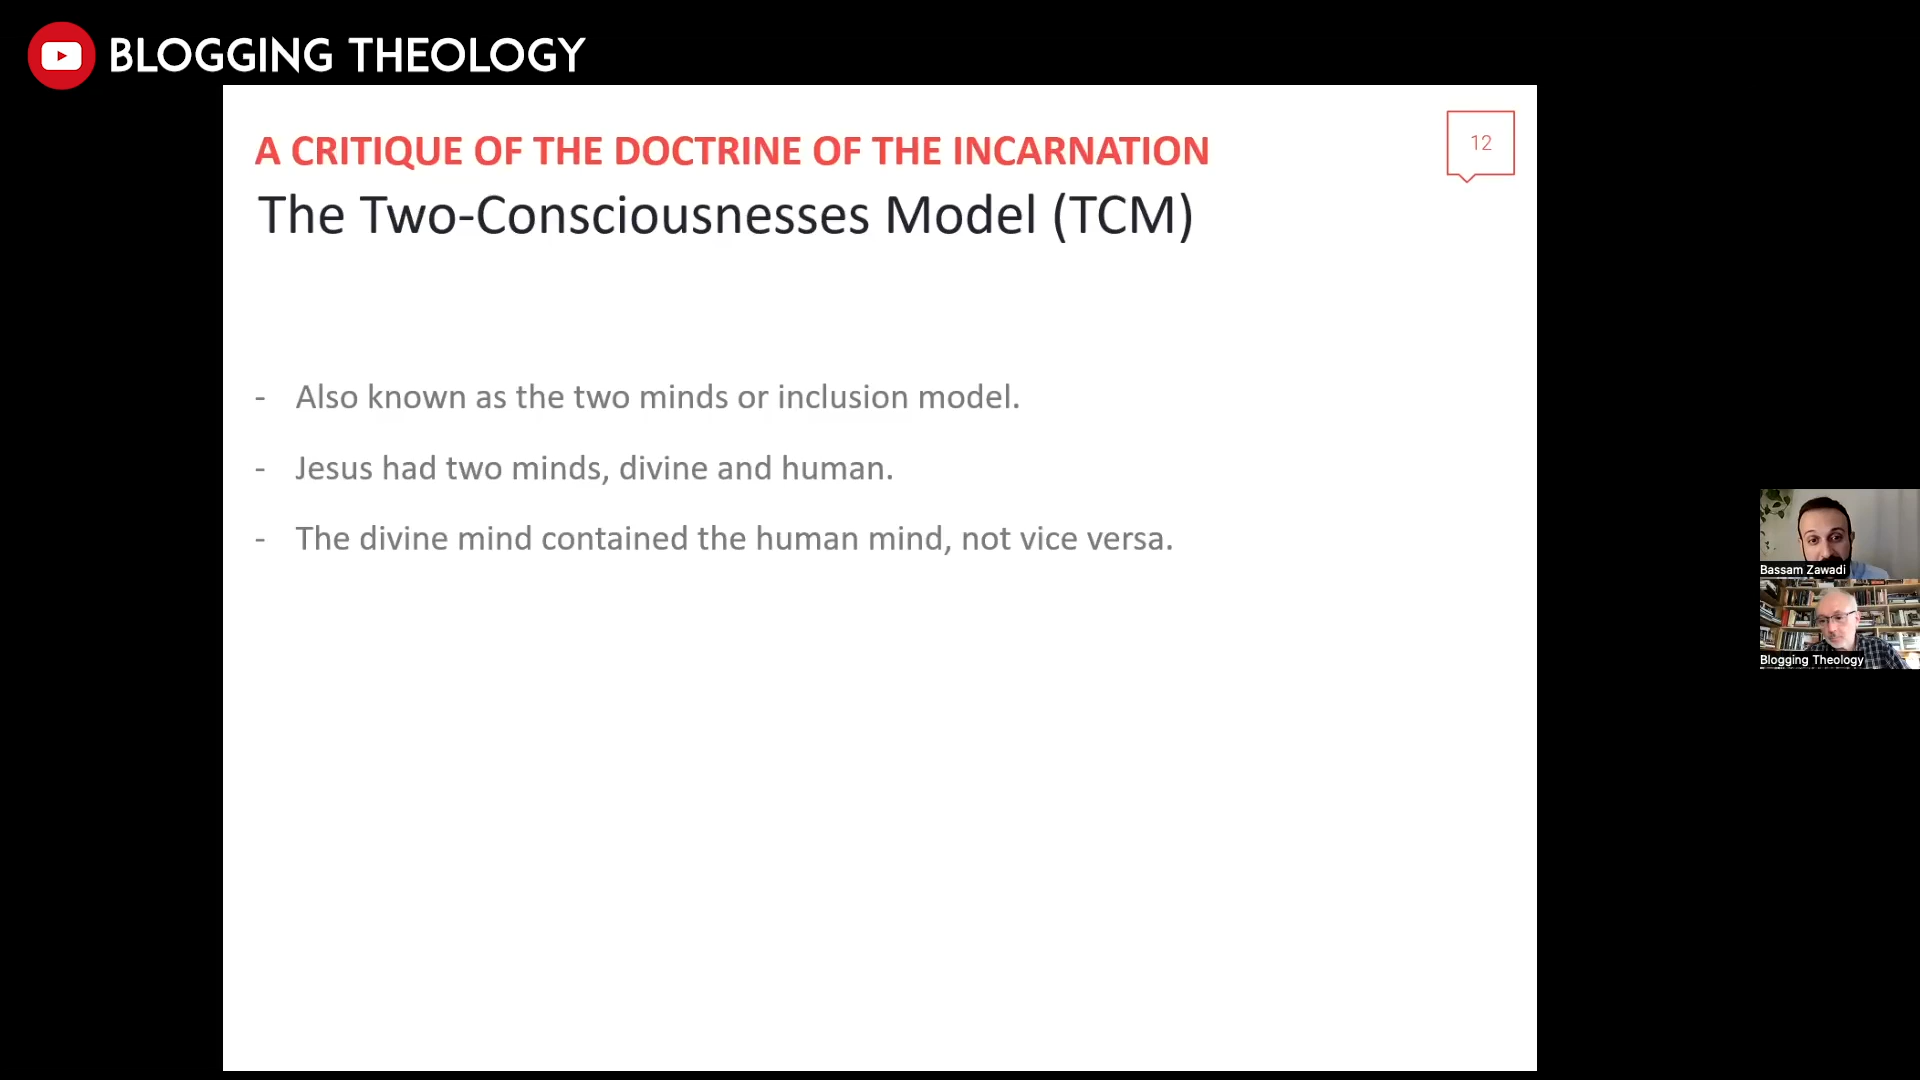 BLOGGING THEOLOGY
A CRITIQUE OF THE DOCTRINE OF THE INCARNATION
12
The Two-Consciousnesses Model (TCM)
- Also known as the two minds or inclusion model.
- Jesus had two minds, divine and human.
- The divine mind contained the human mind, not vice versa.
Bassam Zawadi
Blogging Theology